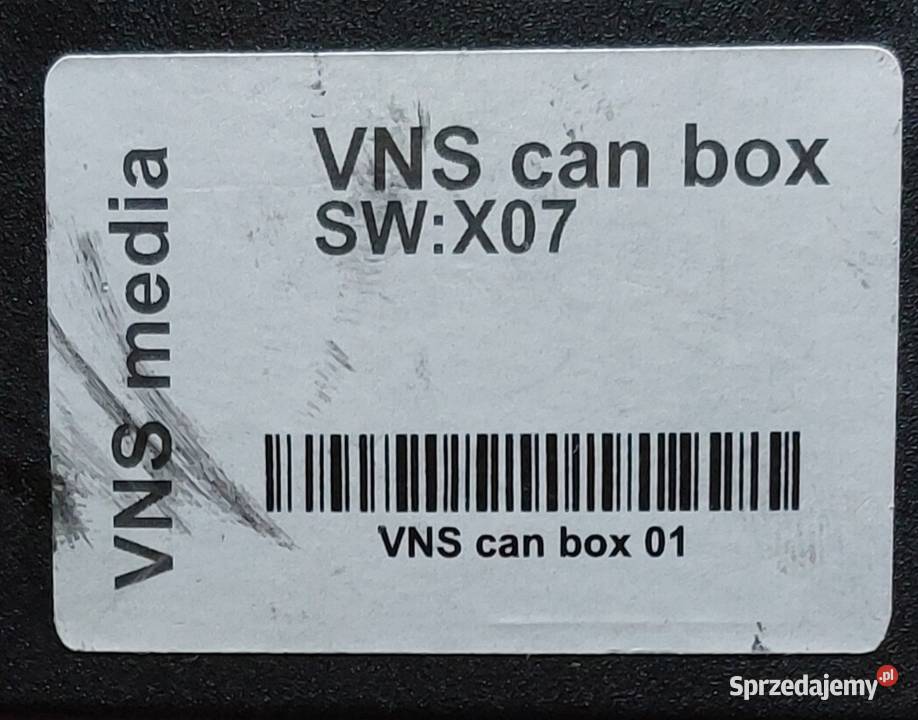 VNS media
VNS can box
SW:X07
VNS can box 01
Sprzedajemy.pl